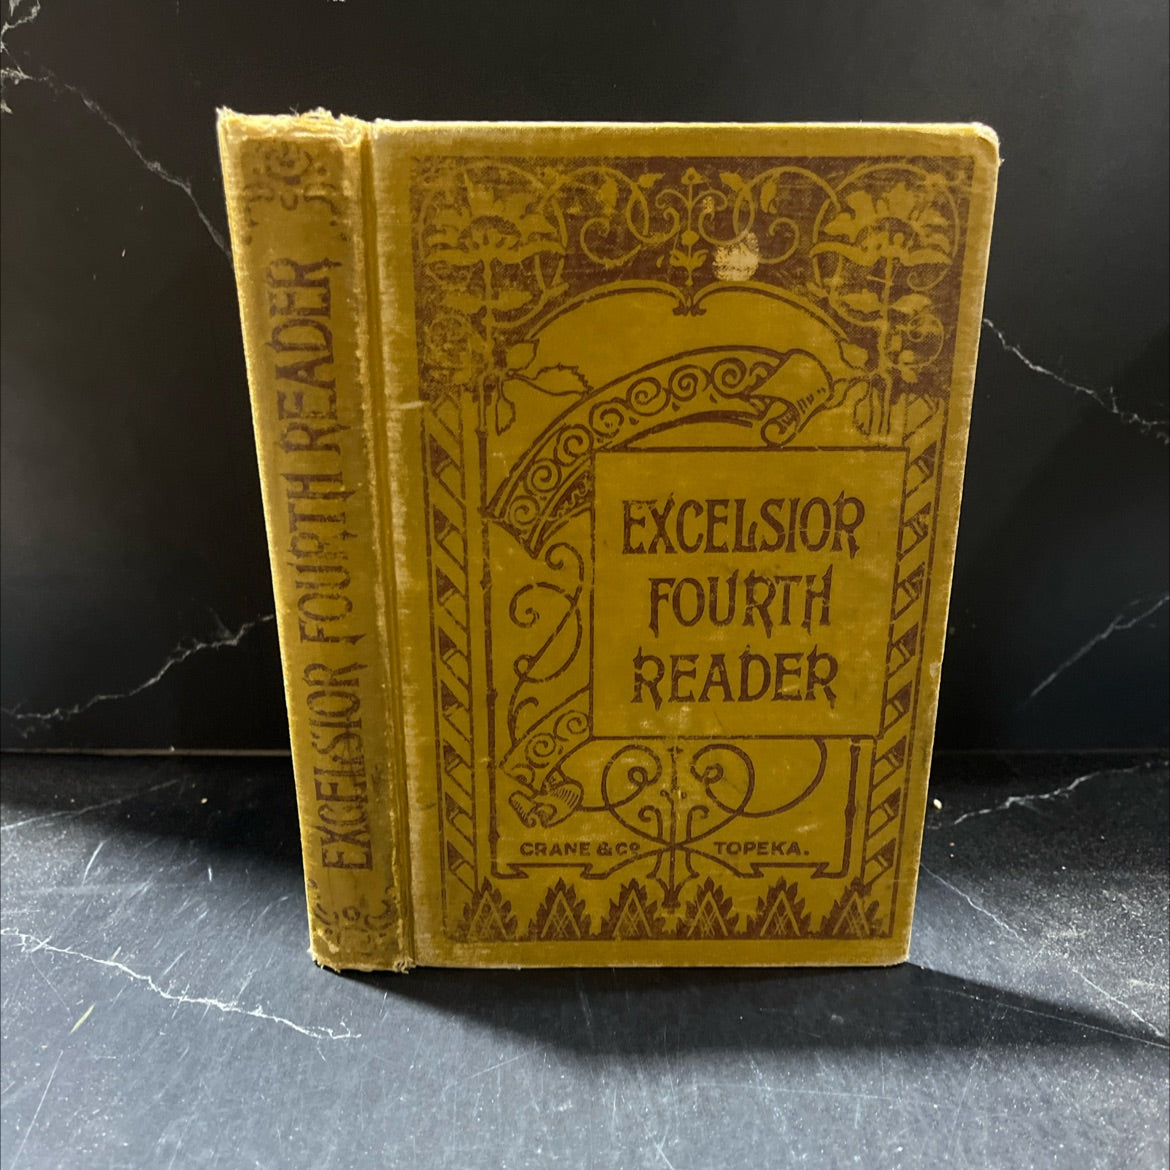 EXCELSIOR FOURTH READER
EXCELSIOR
FOURTH
READER
CRANE & CO TOPEKA.